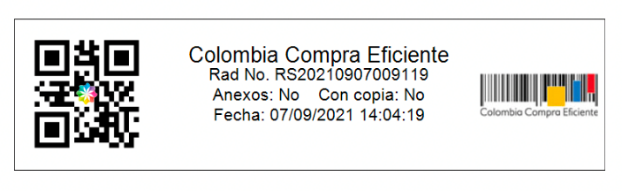 Colombia Compra Eficiente
Rad No. RS20210907009119
Anexos: No    Con copia: No
Fecha: 07/09/2021 14:04:19
Colombia Compra Eficiente